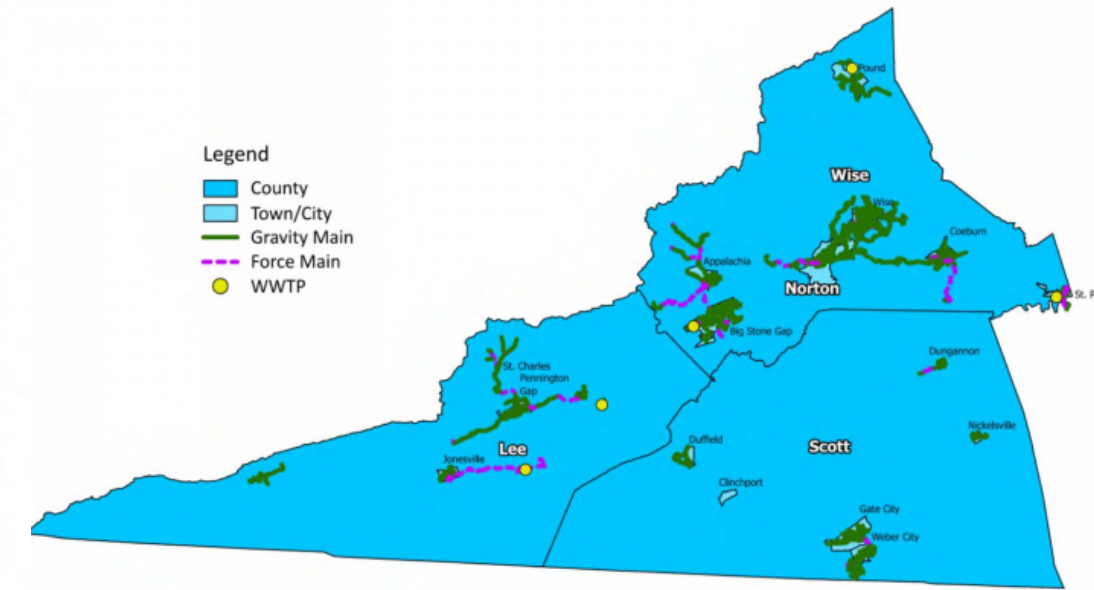 Pound
Legend
County
Town/City
Gravity Main
Force Main
WWTP
Wise
Wise
Coeburn
Appalachia
Norton
St. P
Big Stone Gap
Dungannon
St. Charles
Pennington
Gap
Nickelsville
Lee
Scott
Duffield
Jonesville
Clinchport
Gate City
Weber City